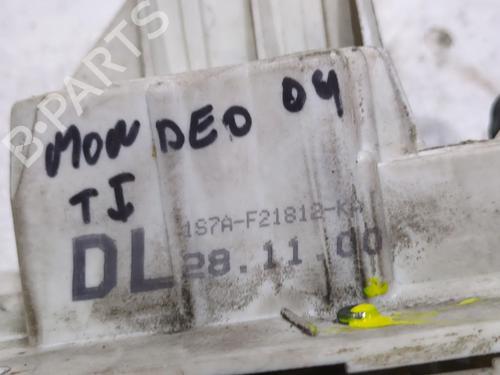 B-PARTS
MONDEO 04
TI
1S7A-F21812-KA
DL 28.11.00